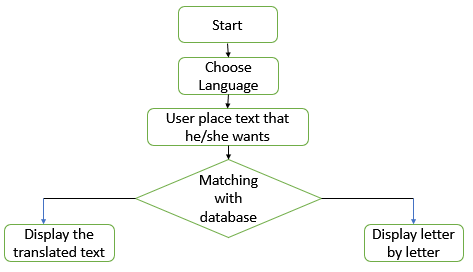 Start
Choose
Language
User place text that
he/she wants
Matching
with
database
Display the
translated text
Display letter
by letter